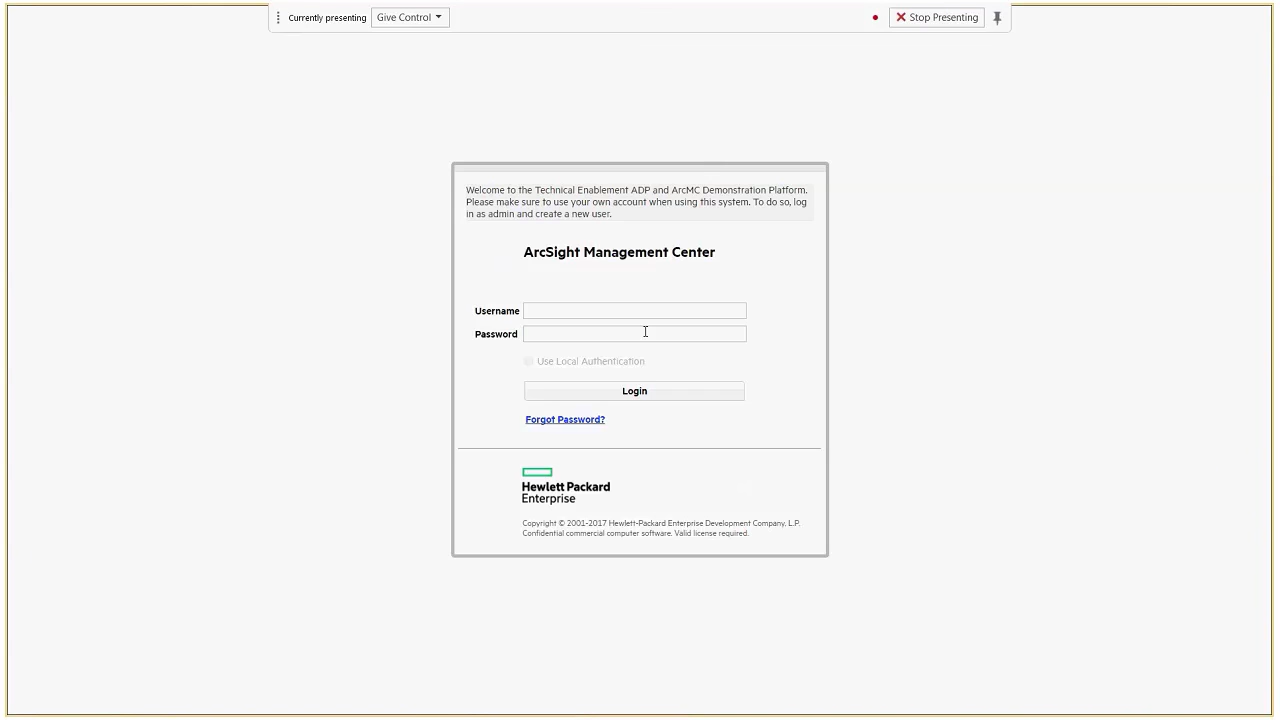 Currently presenting Give Control Stop Presenting
Welcome to the Technical Enablement ADP and ArcMC Demonstration Platform.
Please make sure to use your own account when using this system. To do so, log
in as admin and create a new user.
ArcSight Management Center
Username
Password
Use Local Authentication
Login
Forgot Password?
Hewlett Packard
Enterprise
Copyright © 2001-2017 Hewlett-Packard Enterprise Development Company. L.P.
Confidential commercial computer software. Valid license required.